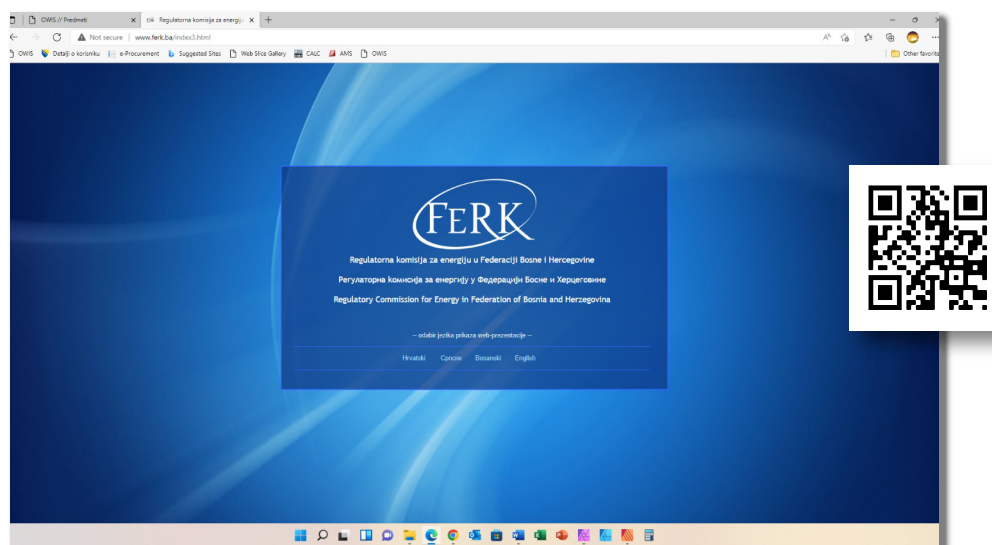 OWIS // Predmeti
Regulatorna komisija za energiju
Not secure | www.ferk.ba/index3.html
OWIS Detalji o korisniku e-Procurement Suggested Sites Web Slice Gallery CALC AMS OWIS Other favorite
FERK
Regulatorna komisija za energiju u Federaciji Bosne i Hercegovine
Регулаторна комисија за енергију у Федерацији Босне и Херцеговине
Regulatory Commission for Energy in Federation of Bosnia and Herzegovina
-- odabir jezika prikaza web-prezentacije --
Hrvatski Српски Bosanski English